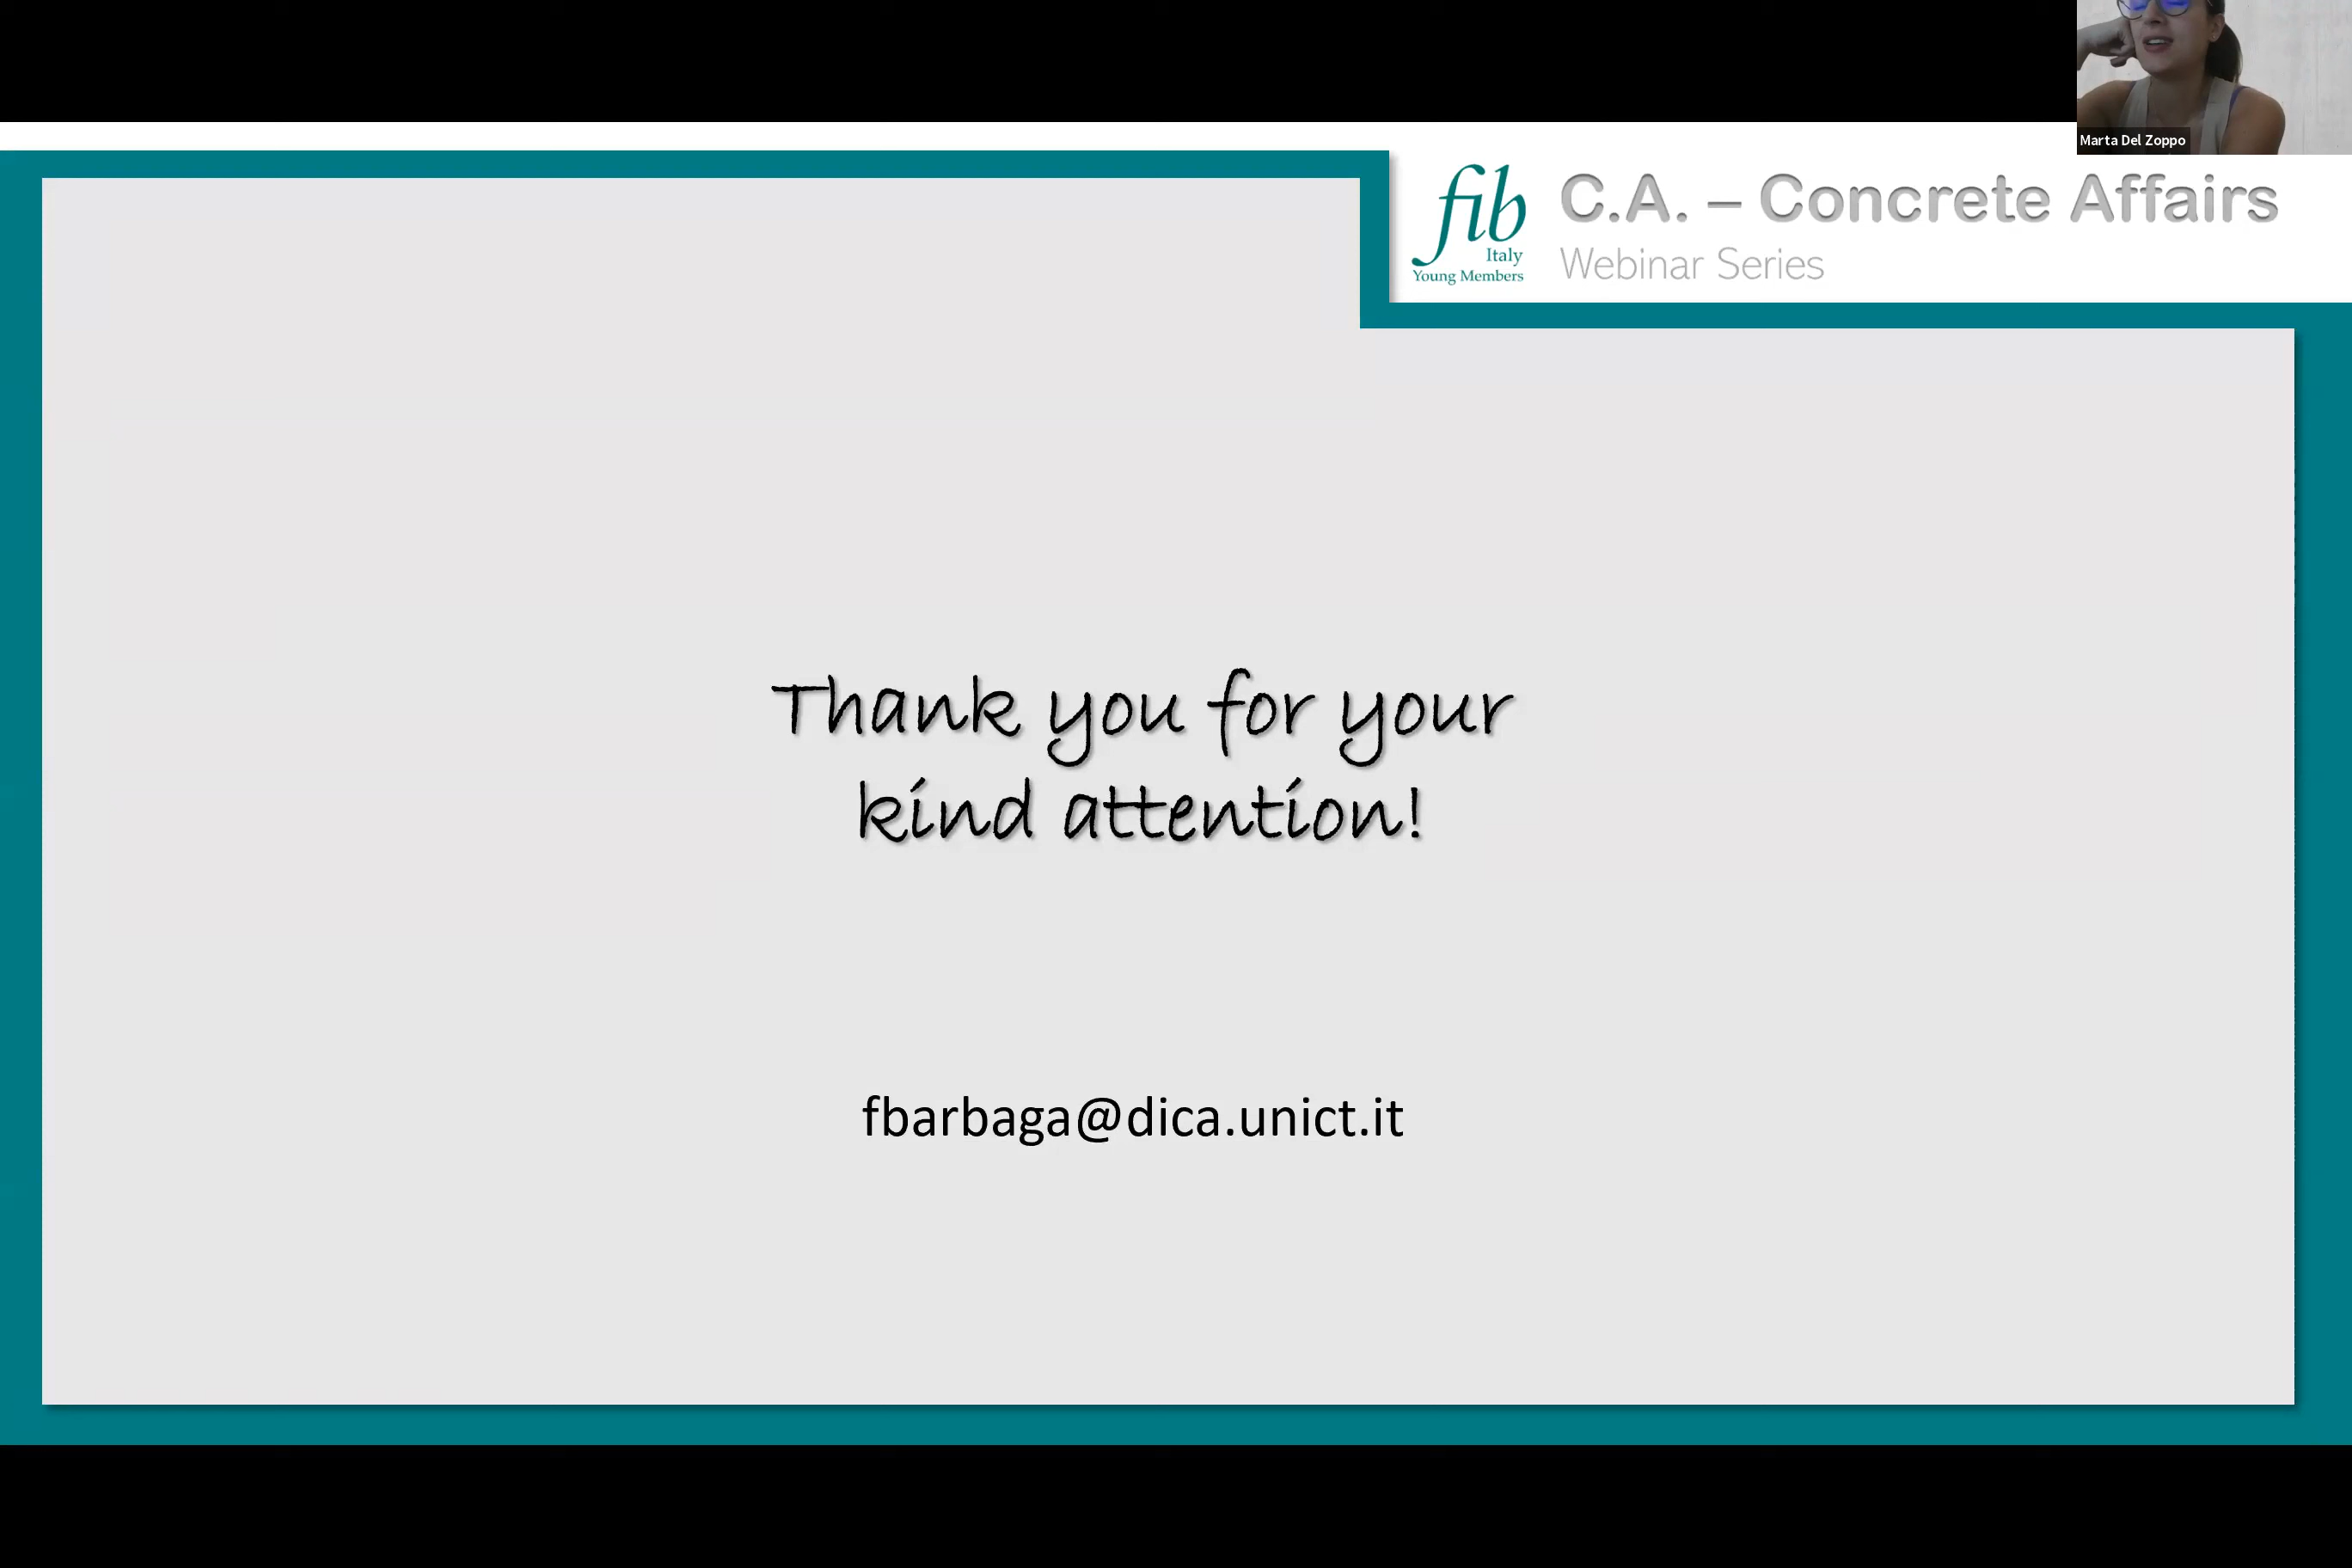 Marta Del Zoppo
fib
Italy
Young Members
C.A. – Concrete Affairs
Webinar Series
Thank you for your
kind attention!
fbarbaga@dica.unict.it